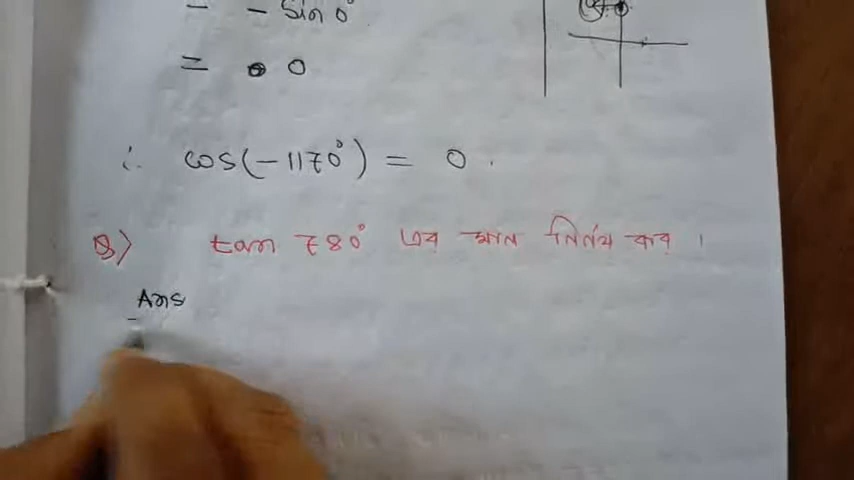 = - sin 0°
= 0
∴ cos(-1170°) = 0.
Q) tan 780° এর মান নির্ণয় কর ।
Ans